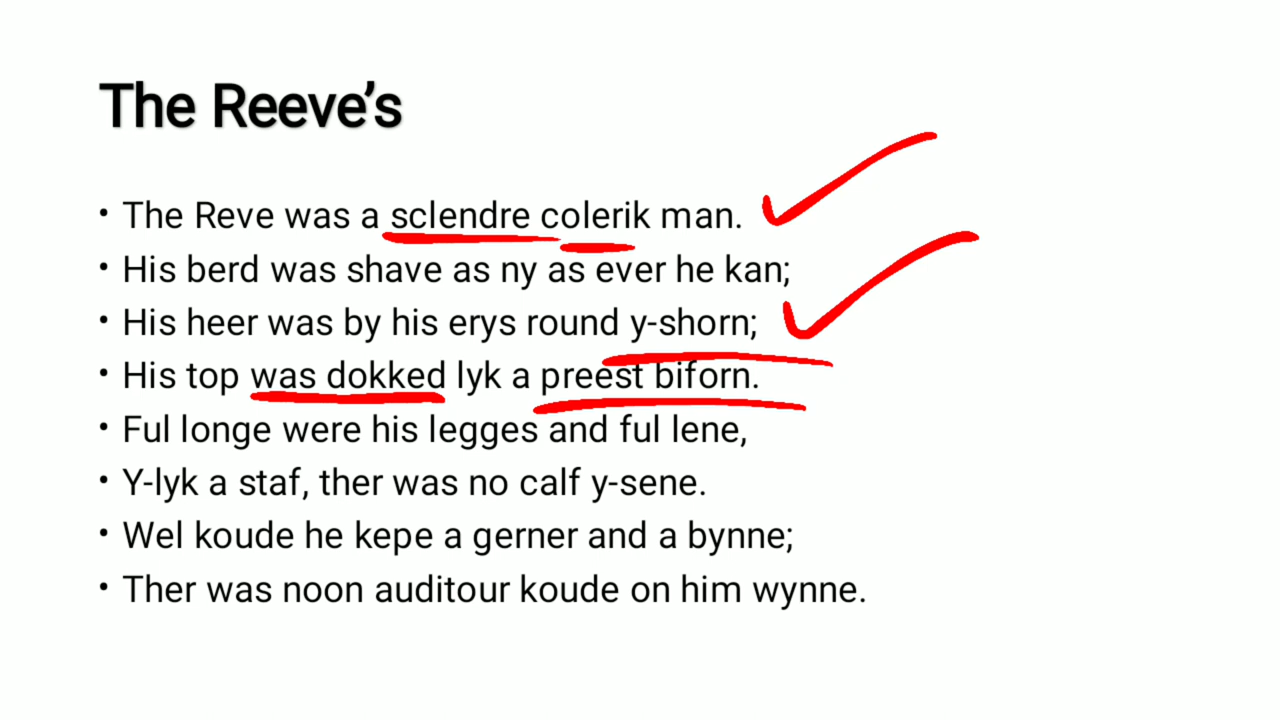 The Reeve’s
• The Reve was a sclendre colerik man.
• His berd was shave as ny as ever he kan;
• His heer was by his erys round y-shorn;
• His top was dokked lyk a preest biforn.
• Ful longe were his legges and ful lene,
• Y-lyk a staf, ther was no calf y-sene.
• Wel koude he kepe a gerner and a bynne;
• Ther was noon auditour koude on him wynne.